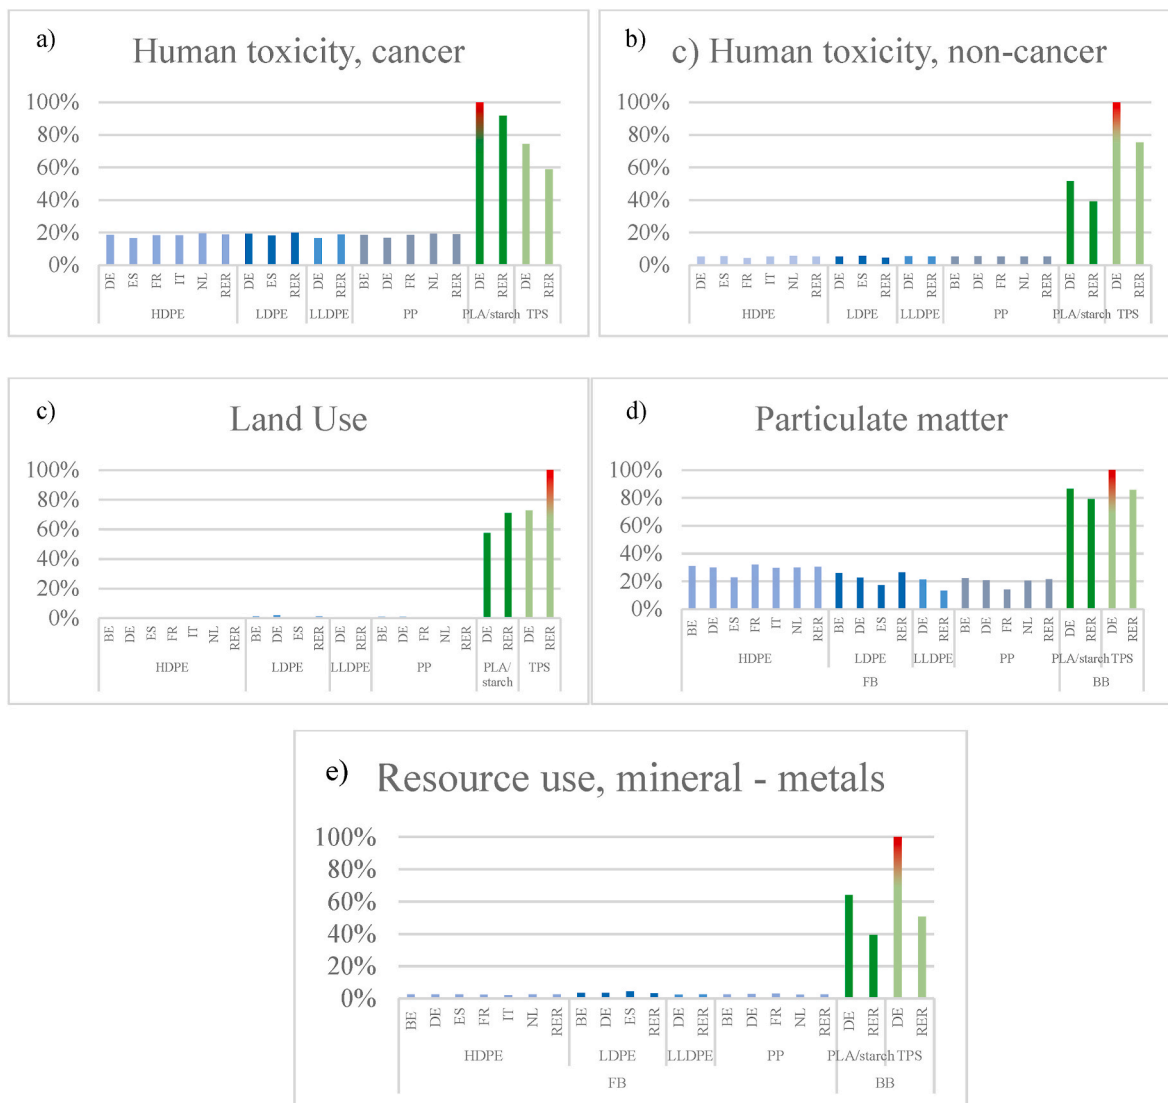 a)
Human toxicity, cancer
100%
80%
60%
40%
20%
0%
DE ES FR IT NL RER DE ES RER DE RER BE DE FR NL RER DE RER DE RER
HDPE LDPE LLDPE PP PLA/starch TPS
b)
c) Human toxicity, non-cancer
100%
80%
60%
40%
20%
0%
DE ES FR IT NL RER DE ES RER DE RER BE DE FR NL RER DE RER DE RER
HDPE LDPE LLDPE PP PLA/starch TPS
c)
Land Use
100%
80%
60%
40%
20%
0%
BE DE ES FR IT NL RER BE DE ES RER DE RER BE DE FR NL RER DE RER DE RER
HDPE LDPE LLDPE PP PLA/ TPS
starch
d)
Particulate matter
100%
80%
60%
40%
20%
0%
BE DE ES FR IT NL RER BE DE ES RER DE RER BE DE FR NL RER DE RER DE RER
HDPE LDPE LLDPE PP PLA/starch TPS
FB BB
e)
Resource use, mineral - metals
100%
80%
60%
40%
20%
0%
BE DE ES FR IT NL RER BE DE ES RER DE RER BE DE FR NL RER DE RER DE RER
HDPE LDPE LLDPE PP PLA/starch TPS
FB BB